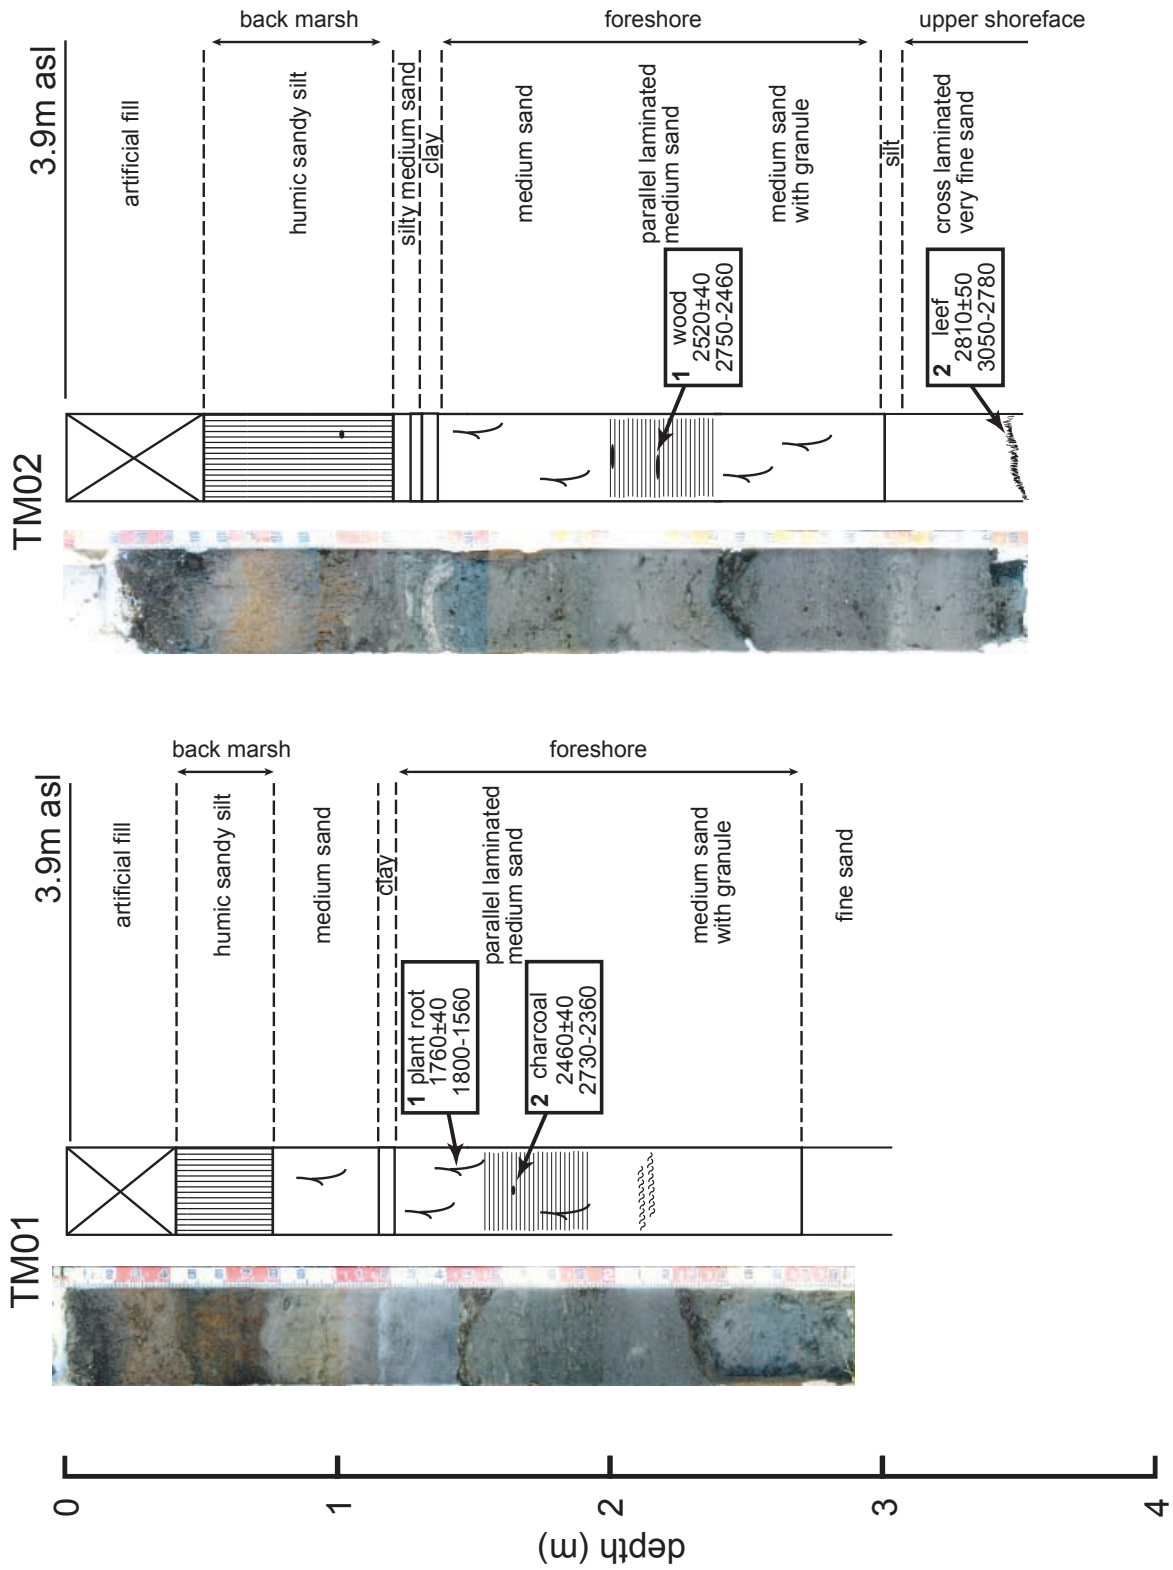 TM02
3.9m asl
artificial fill
back marsh
humic sandy silt
silty medium sand
clay
foreshore
medium sand
parallel laminated
medium sand
medium sand
with granule
silt
upper shoreface
cross laminated
very fine sand
1 wood
2520±40
2750-2460
2 leaf
2810±50
3050-2780
TM01
3.9m asl
artificial fill
back marsh
humic sandy silt
medium sand
clay
foreshore
parallel laminated
medium sand
medium sand
with granule
fine sand
1 plant root
1760±40
1800-1560
2 charcoal
2460±40
2730-2360
0
1
2
3
4
depth (m)